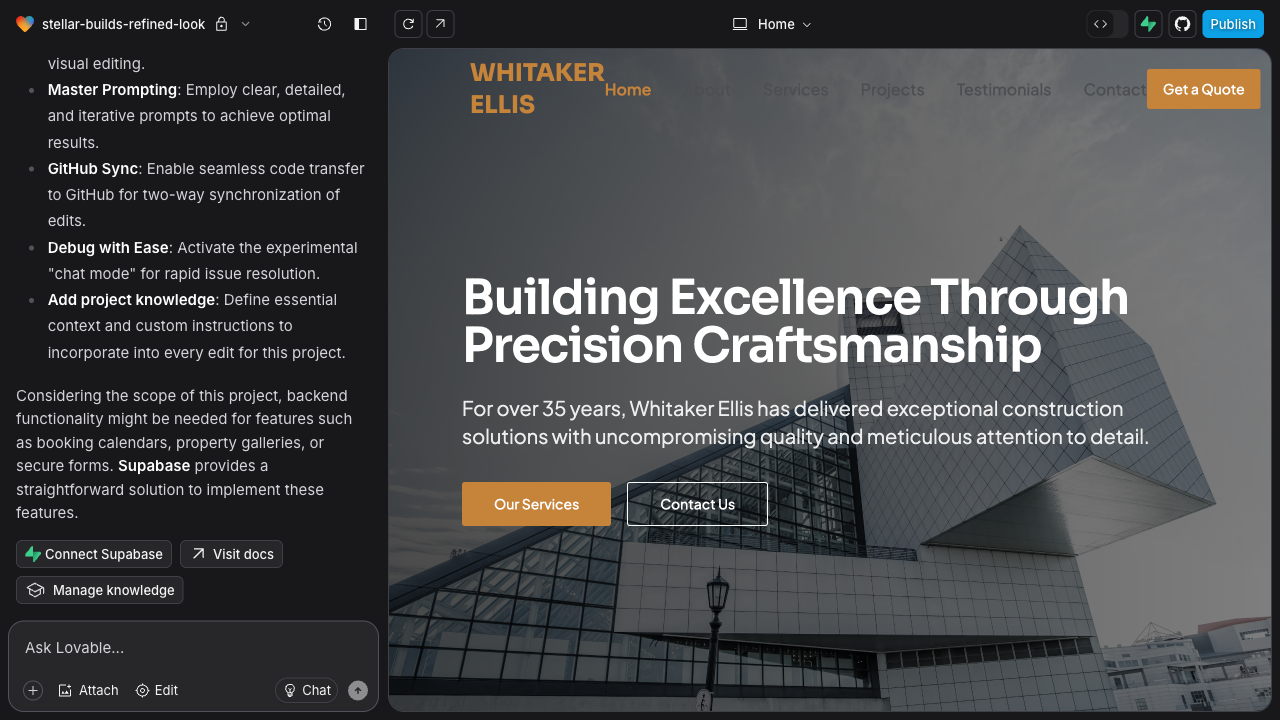 stellar-builds-refined-look
Home
Publish
visual editing.
Master Prompting: Employ clear, detailed,
and iterative prompts to achieve optimal
results.
GitHub Sync: Enable seamless code transfer
to GitHub for two-way synchronization of
edits.
Debug with Ease: Activate the experimental
"chat mode" for rapid issue resolution.
Add project knowledge: Define essential
context and custom instructions to
incorporate into every edit for this project.
Considering the scope of this project, backend
functionality might be needed for features such
as booking calendars, property galleries, or
secure forms. Supabase provides a
straightforward solution to implement these
features.
Connect Supabase
Visit docs
Manage knowledge
Ask Lovable...
Attach
Edit
Chat
WHITAKER
ELLIS
Home
About
Services
Projects
Testimonials
Contact
Get a Quote
Building Excellence Through
Precision Craftsmanship
For over 35 years, Whitaker Ellis has delivered exceptional construction
solutions with uncompromising quality and meticulous attention to detail.
Our Services
Contact Us